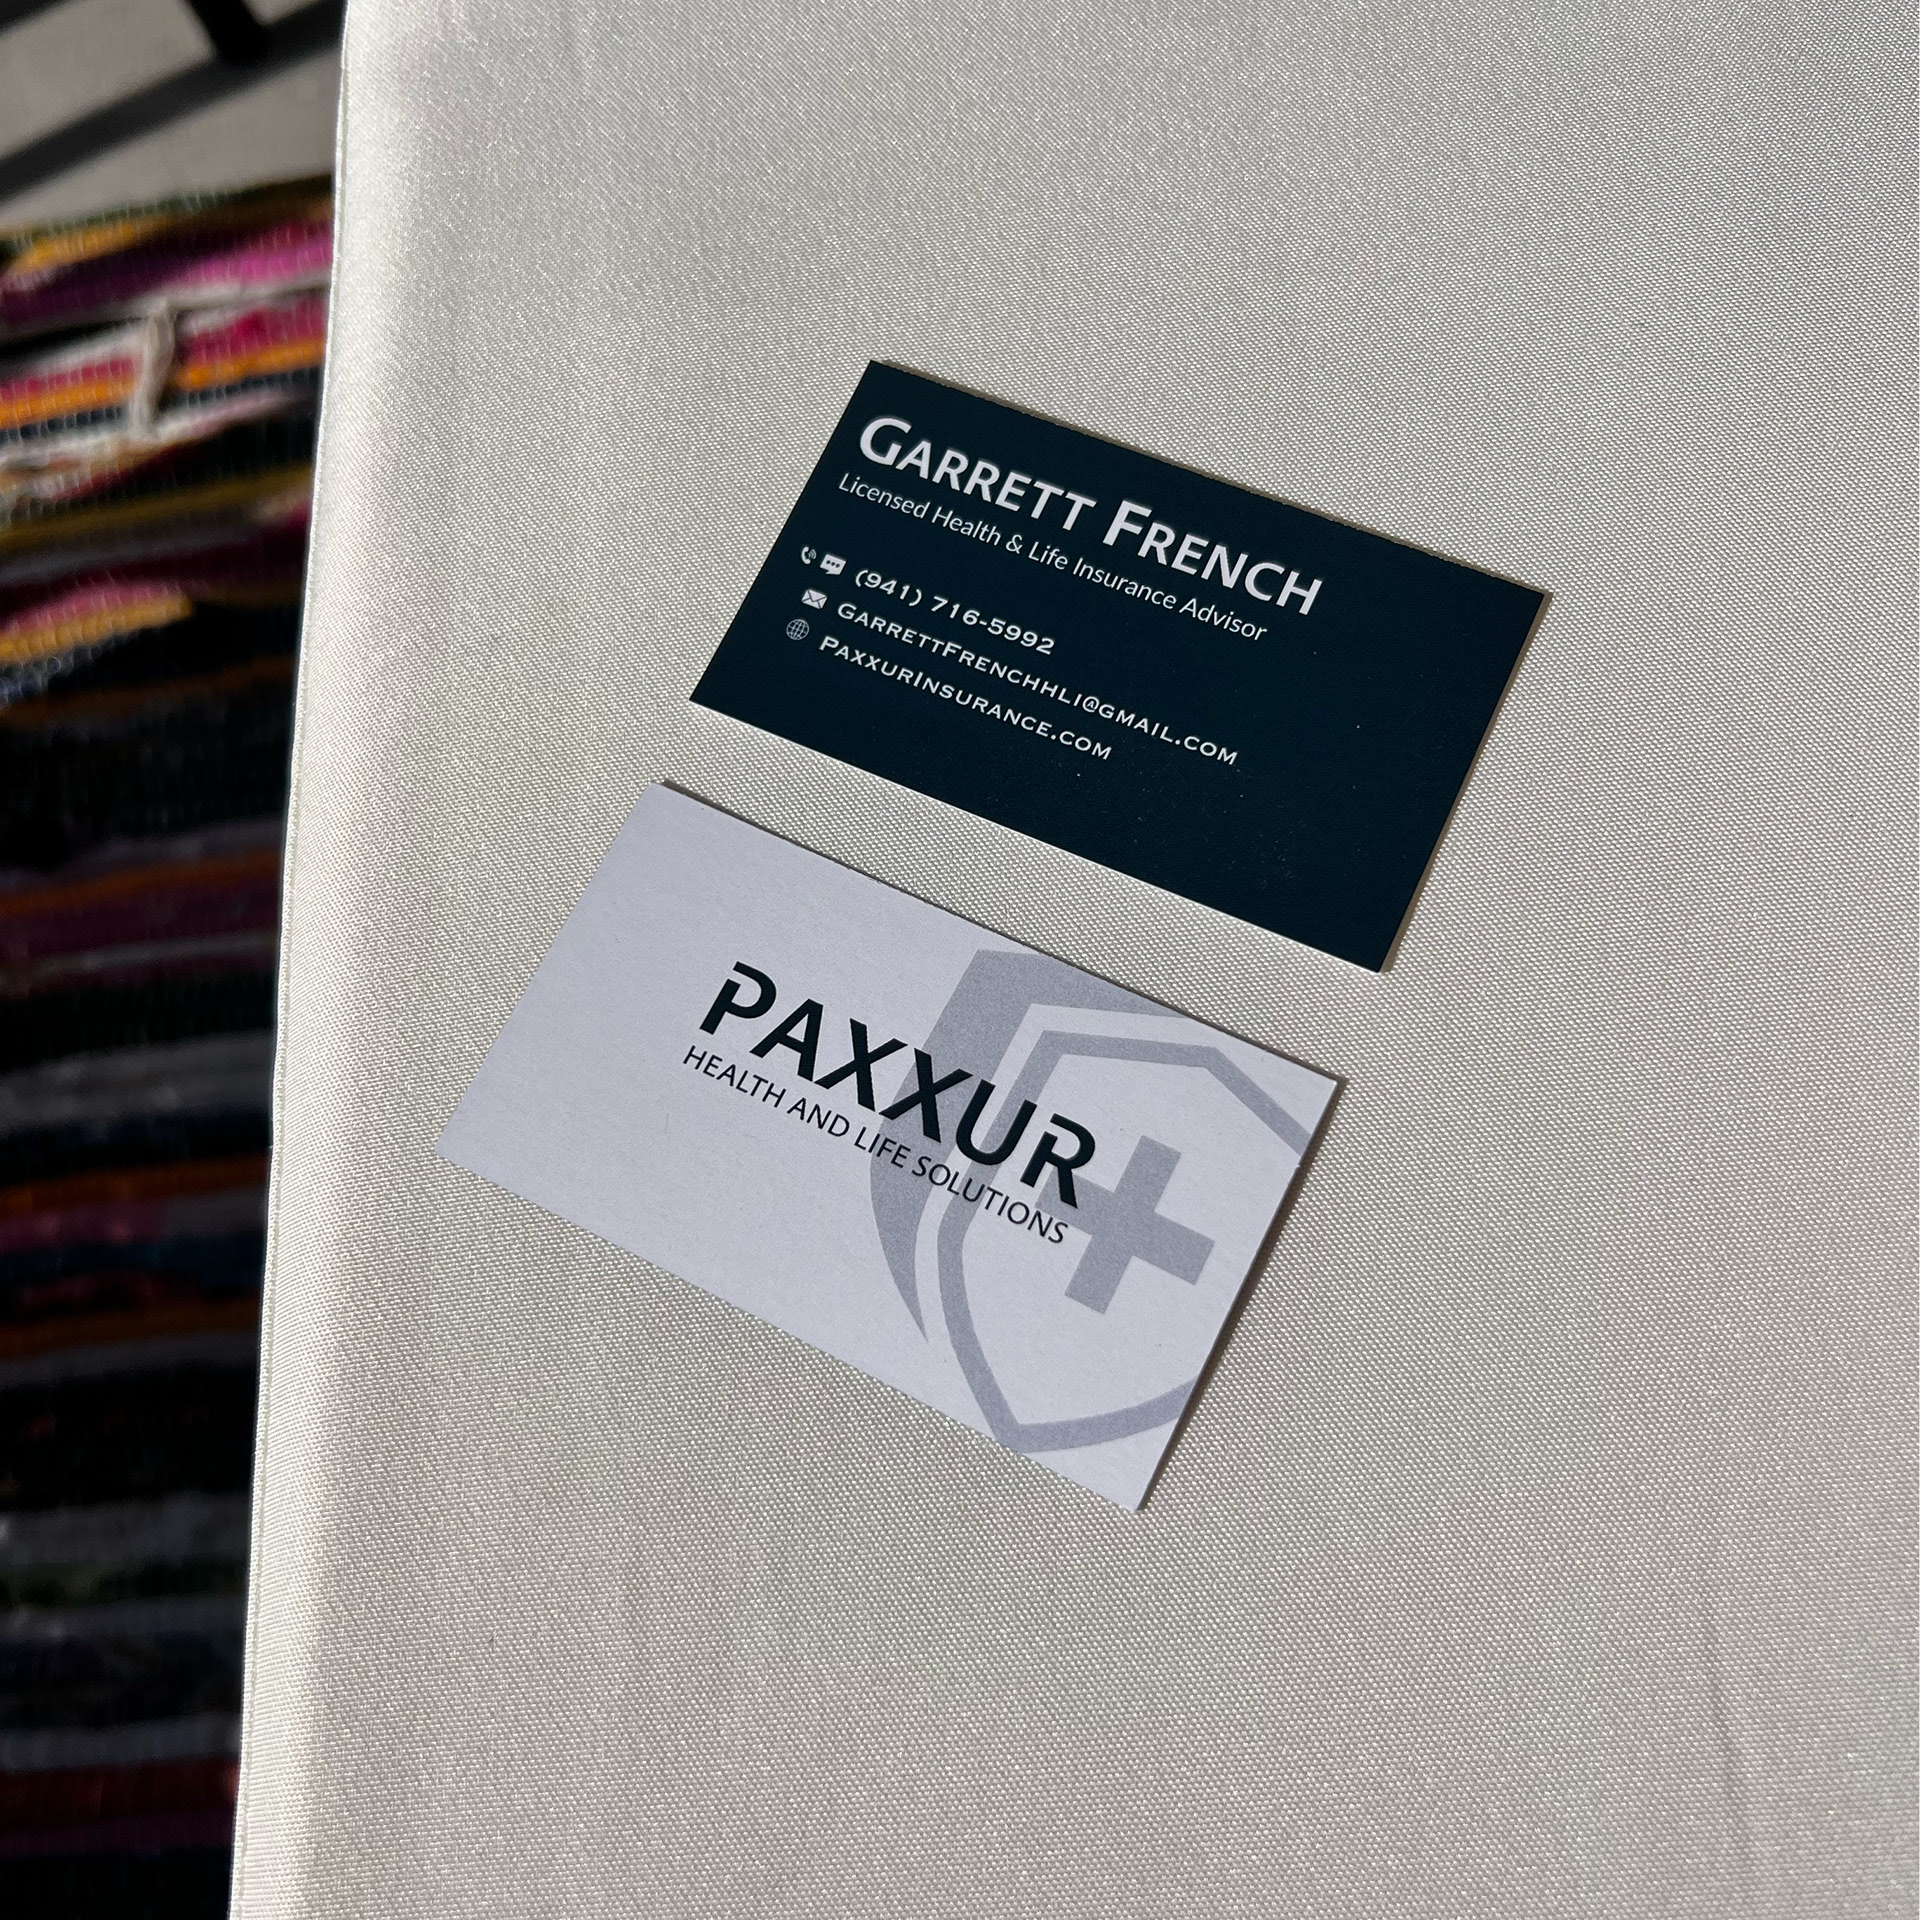 GARRETT FRENCH
Licensed Health & Life Insurance Advisor
(941) 716-5992
GARRETTFRENCHHLI@GMAIL.COM
PAXXURINSURANCE.COM
PAXXUR
HEALTH AND LIFE SOLUTIONS